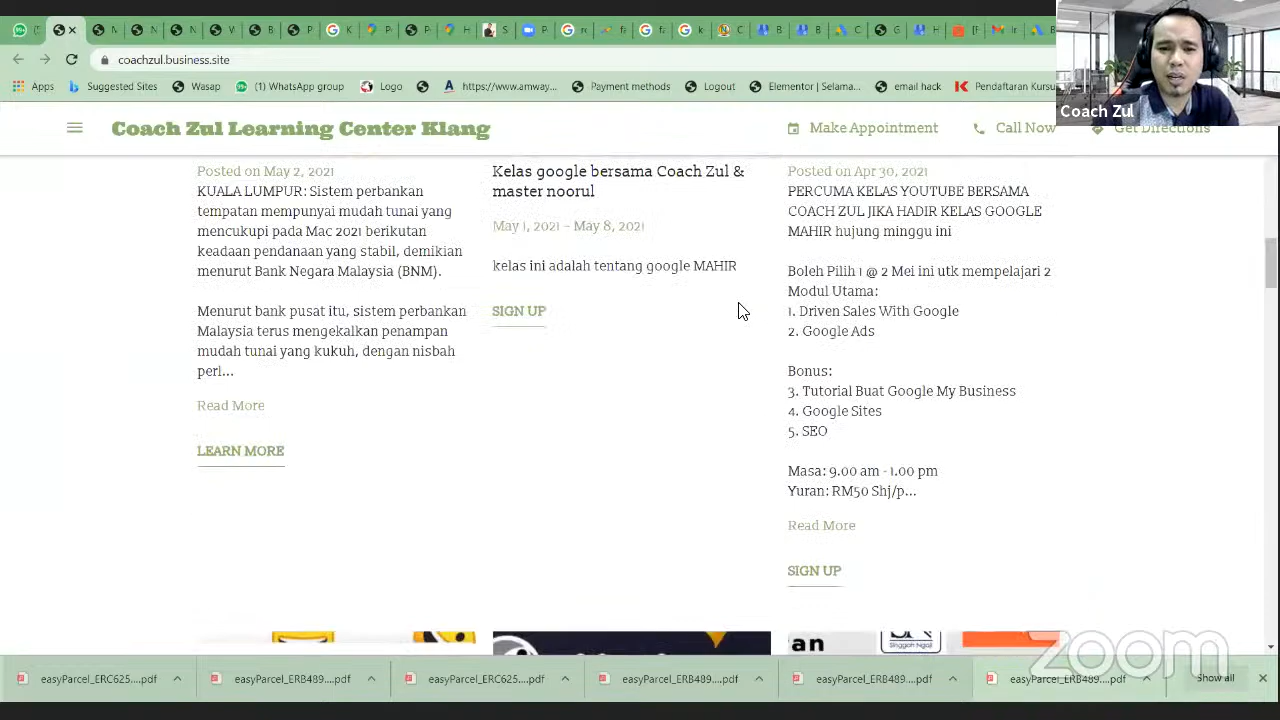 coachzul.business.site
Apps
Suggested Sites
Wasap
(1) WhatsApp group
Logo
https://www.amway...
Payment methods
Logout
Elementor | Selama...
email hack
Pendaftaran Kursu
Coach Zul
Coach Zul Learning Center Klang
Make Appointment
Call Now
Get Directions
Posted on May 2, 2021
KUALA LUMPUR: Sistem perbankan
tempatan mempunyai mudah tunai yang
mencukupi pada Mac 2021 berikutan
keadaan pendanaan yang stabil, demikian
menurut Bank Negara Malaysia (BNM).
Menurut bank pusat itu, sistem perbankan
Malaysia terus mengekalkan penampan
mudah tunai yang kukuh, dengan nisbah
perl...
Read More
LEARN MORE
Kelas google bersama Coach Zul &
master noorul
May 1, 2021 – May 8, 2021
kelas ini adalah tentang google MAHIR
SIGN UP
Posted on Apr 30, 2021
PERCUMA KELAS YOUTUBE BERSAMA
COACH ZUL JIKA HADIR KELAS GOOGLE
MAHIR hujung minggu ini
Boleh Pilih 1 @ 2 Mei ini utk mempelajari 2
Modul Utama:
1. Driven Sales With Google
2. Google Ads
Bonus:
3. Tutorial Buat Google My Business
4. Google Sites
5. SEO
Masa: 9.00 am - 1.00 pm
Yuran: RM50 Shj/p...
Read More
SIGN UP
an
zoom
easyParcel_ERC625....pdf
easyParcel_ERB489....pdf
easyParcel_ERC625....pdf
easyParcel_ERB489....pdf
easyParcel_ERB489....pdf
easyParcel_ERB489....pdf
Show all